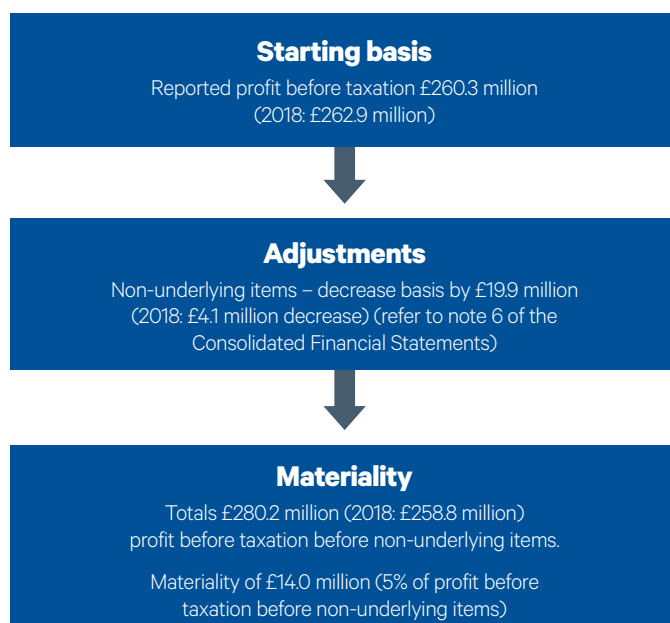 Starting basis
Reported profit before taxation £260.3 million
(2018: £262.9 million)
Adjustments
Non-underlying items – decrease basis by £19.9 million
(2018: £4.1 million decrease) (refer to note 6 of the
Consolidated Financial Statements)
Materiality
Totals £280.2 million (2018: £258.8 million)
profit before taxation before non-underlying items.
Materiality of £14.0 million (5% of profit before
taxation before non-underlying items)